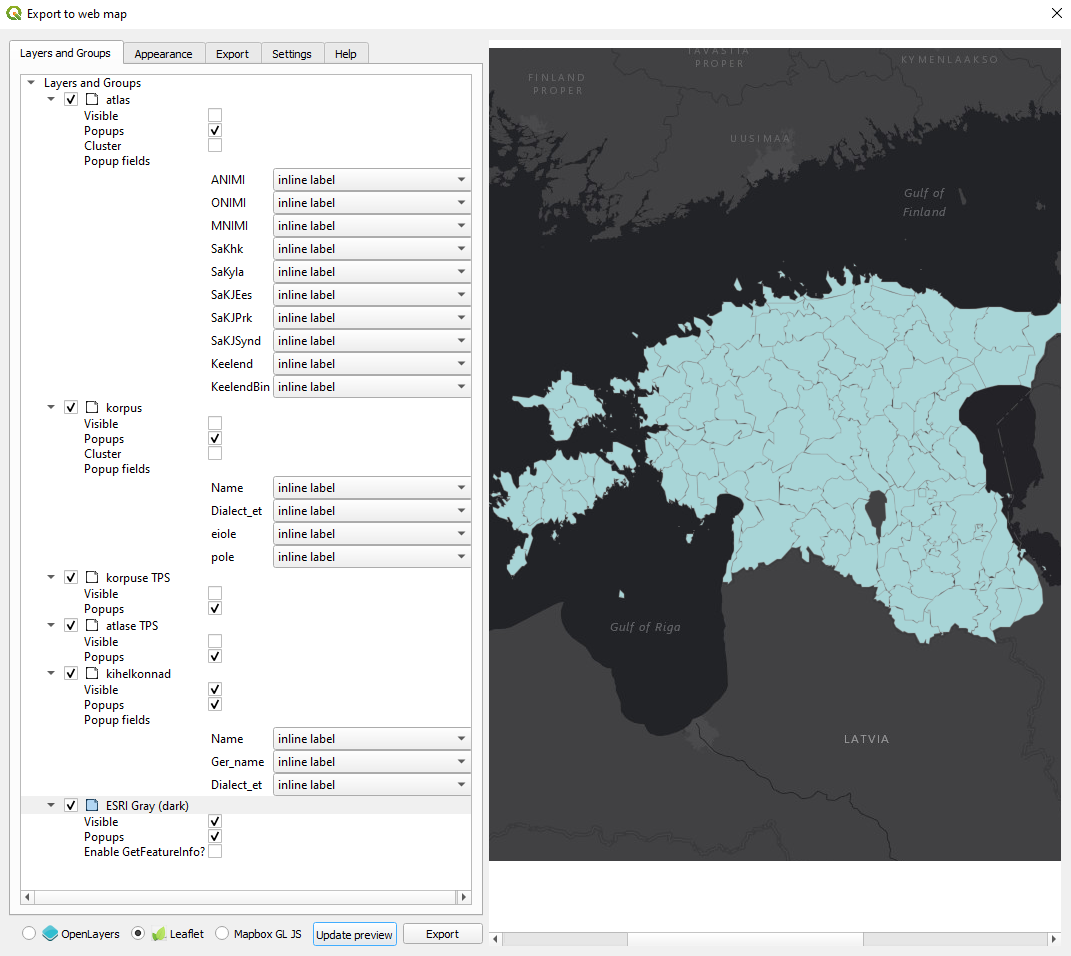 Export to web map
Layers and Groups
Appearance
Export
Settings
Help
Layers and Groups
atlas
Visible
Popups
Cluster
Popup fields
ANIMI inline label
ONIMI inline label
MNIMI inline label
SaKhk inline label
SaKyla inline label
SaKJEes inline label
SaKJPrk inline label
SaKJSynd inline label
Keelend inline label
KeelendBin inline label
korpus
Visible
Popups
Cluster
Popup fields
Name inline label
Dialect_et inline label
eiole inline label
pole inline label
korpuse TPS
Visible
Popups
atlase TPS
Visible
Popups
kihelkonnad
Visible
Popups
Popup fields
Name inline label
Ger_name inline label
Dialect_et inline label
ESRI Gray (dark)
Visible
Popups
Enable GetFeatureInfo?
OpenLayers
Leaflet
Mapbox GL JS
Update preview
Export
TAVASTIA
PROPER
KYMENLAAKSO
FINLAND
PROPER
UUSIMAA
Gulf of
Finland
Gulf of Riga
LATVIA